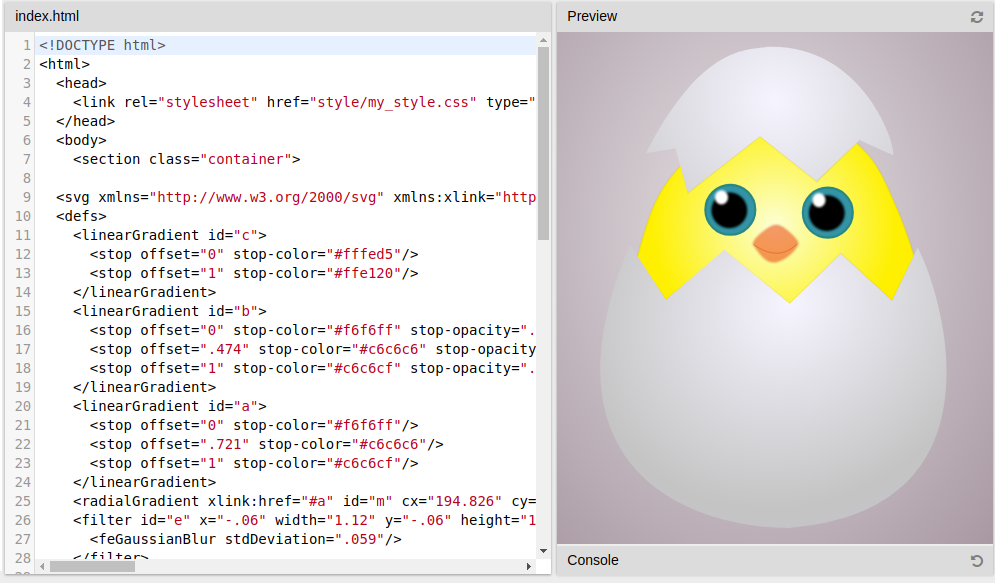 index.html
Preview
1 <!DOCTYPE html>
2 <html>
3 <head>
4 <link rel="stylesheet" href="style/my_style.css" type="
5 </head>
6 <body>
7 <section class="container">
8
9 <svg xmlns="http://www.w3.org/2000/svg" xmlns:xlink="http
10 <defs>
11 <linearGradient id="c">
12 <stop offset="0" stop-color="#fffed5"/>
13 <stop offset="1" stop-color="#ffe120"/>
14 </linearGradient>
15 <linearGradient id="b">
16 <stop offset="0" stop-color="#f6f6ff" stop-opacity=".
17 <stop offset=".474" stop-color="#c6c6c6" stop-opacity
18 <stop offset="1" stop-color="#c6c6cf" stop-opacity=".
19 </linearGradient>
20 <linearGradient id="a">
21 <stop offset="0" stop-color="#f6f6ff"/>
22 <stop offset=".721" stop-color="#c6c6c6"/>
23 <stop offset="1" stop-color="#c6c6cf"/>
24 </linearGradient>
25 <radialGradient xlink:href="#a" id="m" cx="194.826" cy=
26 <filter id="e" x="-.06" width="1.12" y="-.06" height="1
27 <feGaussianBlur stdDeviation=".059"/>
28 </filter>
Console